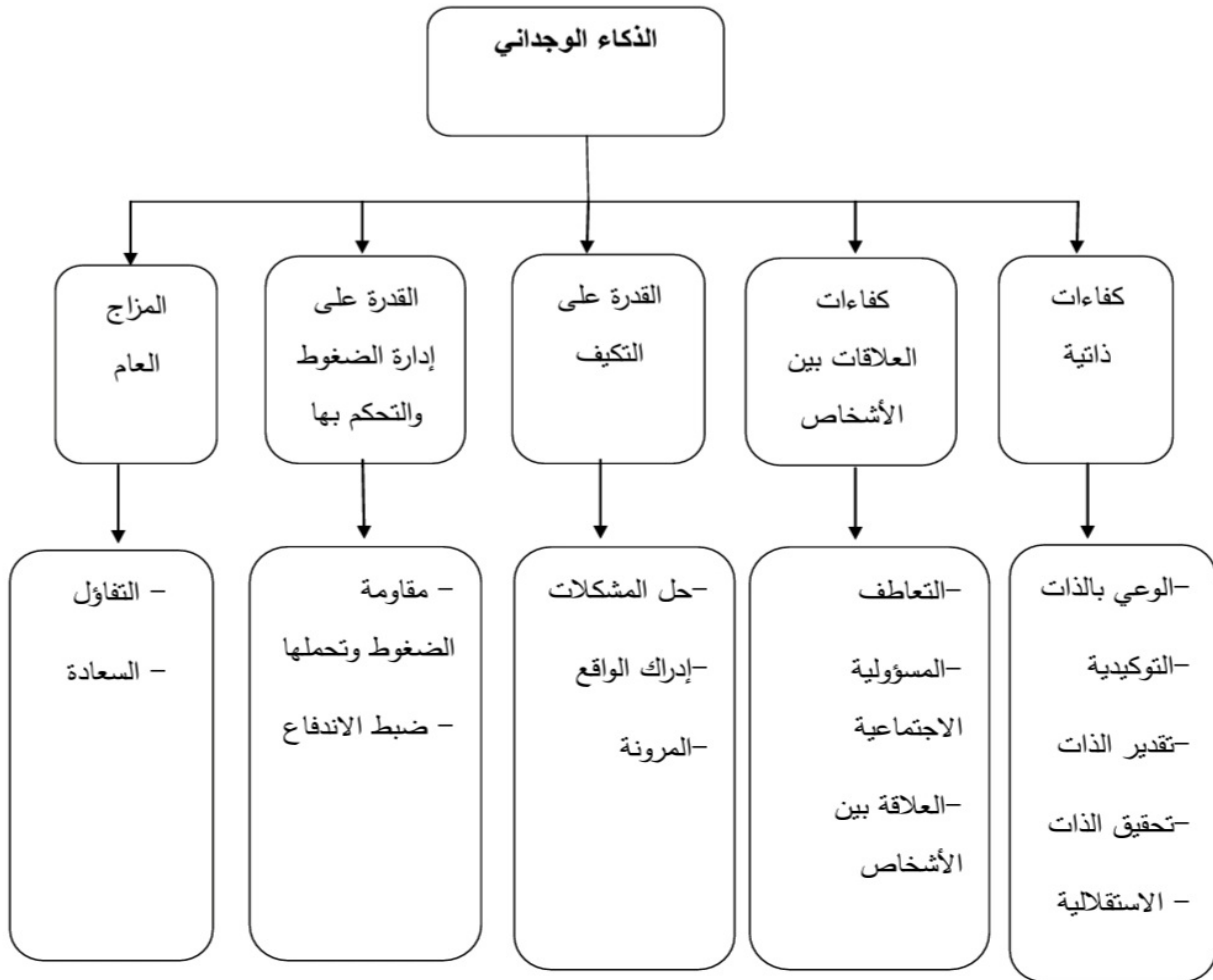 الذكاء الوجداني
كفاءات
ذاتية
كفاءات
العلاقات بين
الأشخاص
القدرة على
التكيف
القدرة على
إدارة الضغوط
والتحكم بها
المزاج
العام
-الوعي بالذات
-التوكيدية
-تقدير الذات
-تحقيق الذات
- الاستقلالية
-التعاطف
-المسؤولية
الاجتماعية
-العلاقة بين
الأشخاص
-حل المشكلات
-إدراك الواقع
-المرونة
- مقاومة
الضغوط وتحملها
- ضبط الاندفاع
- التفاؤل
- السعادة